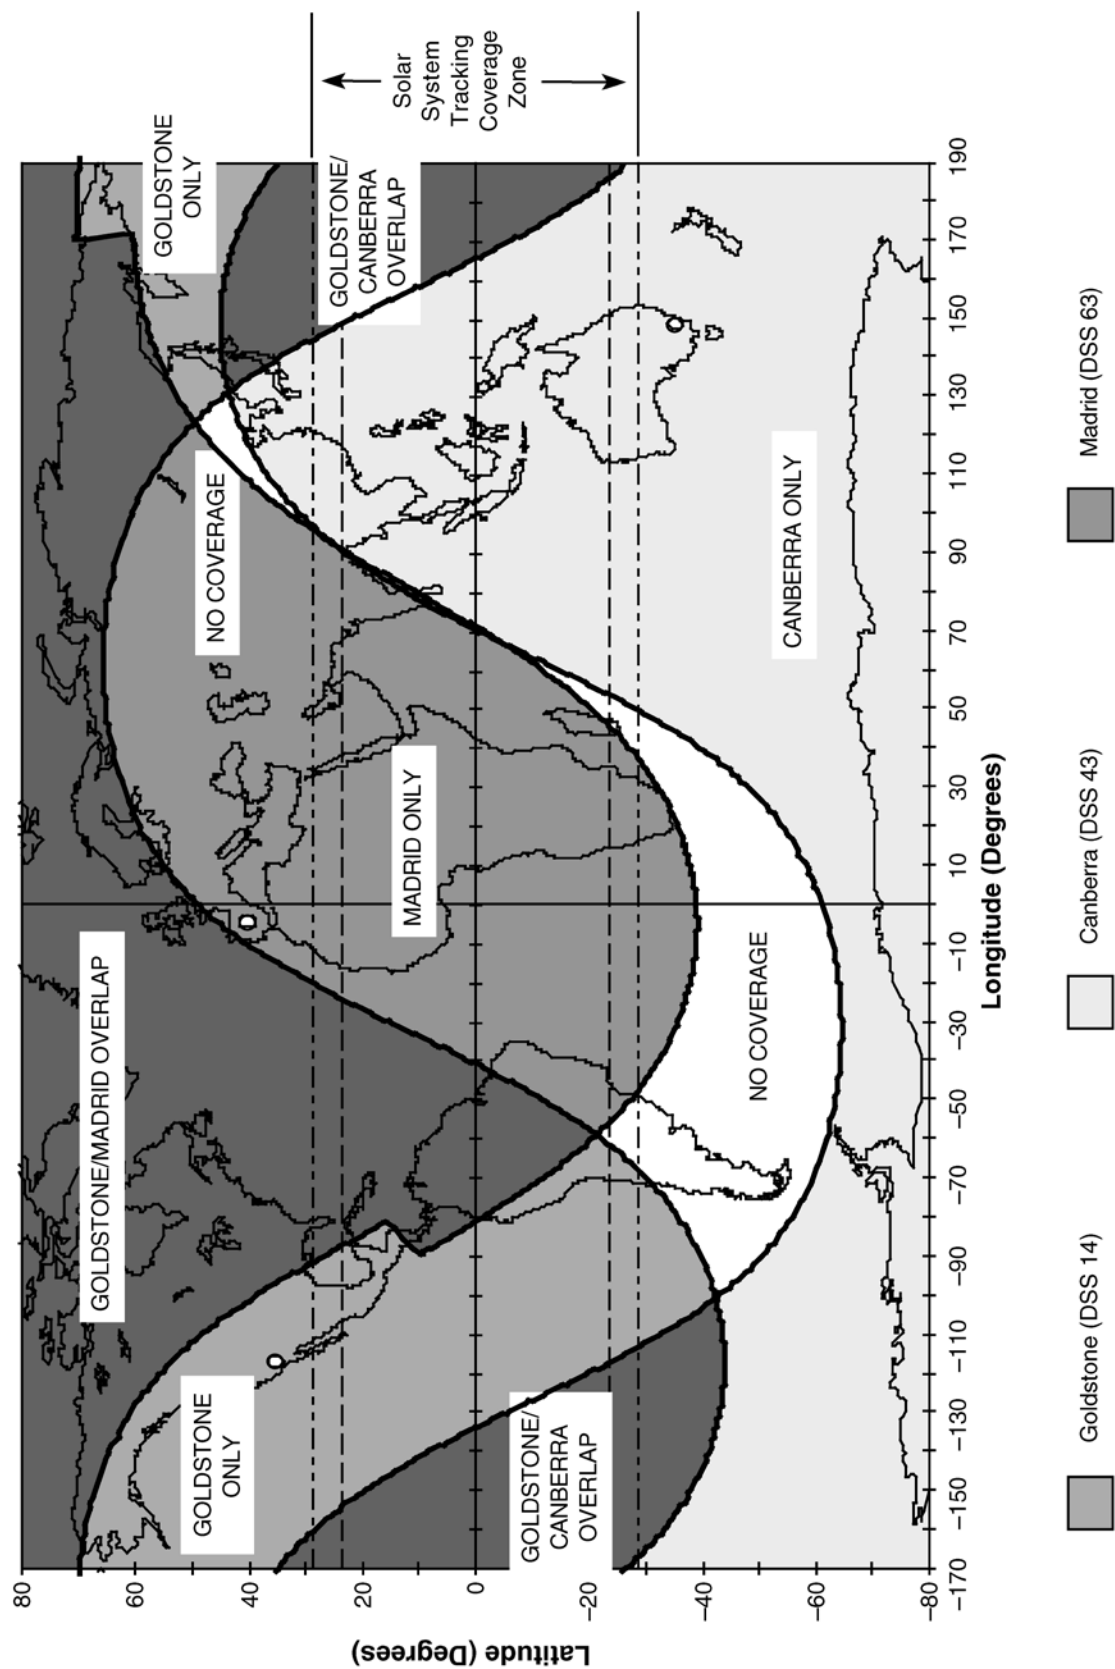 GOLDSTONE/MADRID OVERLAP
GOLDSTONE
ONLY
GOLDSTONE/
CANBERRA
OVERLAP
NO COVERAGE
MADRID ONLY
NO COVERAGE
CANBERRA ONLY
GOLDSTONE
ONLY
GOLDSTONE/
CANBERRA
OVERLAP
Solar
System
Tracking
Coverage
Zone
Latitude (Degrees)
80
60
40
20
0
–20
–40
–60
–80
–170
–150
–130
–110
–90
–70
–50
–30
–10
10
30
50
70
90
110
130
150
170
190
Longitude (Degrees)
Goldstone (DSS 14)
Canberra (DSS 43)
Madrid (DSS 63)